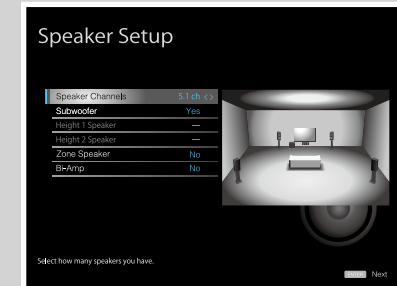 Speaker Setup
Speaker Channels 5.1 ch < >
Subwoofer Yes
Height 1 Speaker —
Height 2 Speaker —
Zone Speaker No
Bi-Amp No
Select how many speakers you have.
ENTER Next